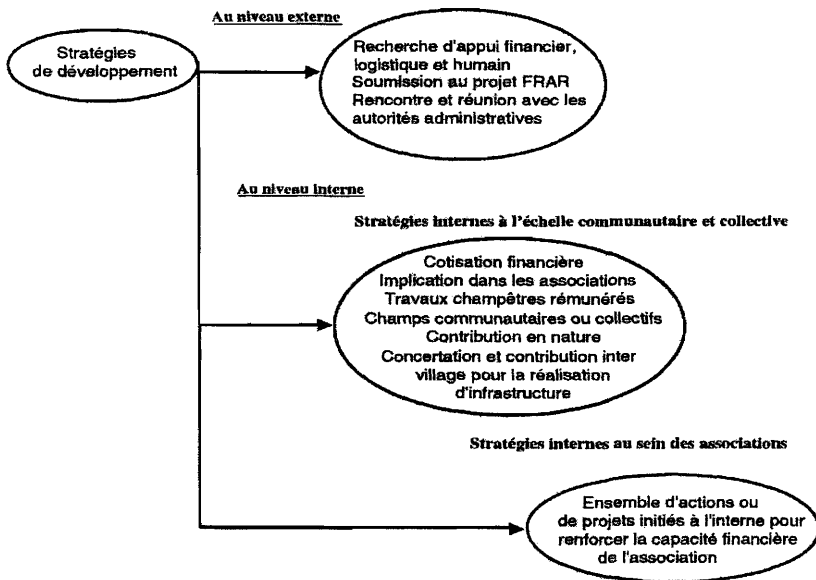 Au niveau externe
Stratégies
de développement
Recherche d'appui financier,
logistique et humain
Soumission au projet FRAR
Rencontre et réunion avec les
autorités administratives
Au niveau interne
Stratégies internes à l'échelle communautaire et collective
Cotisation financière
Implication dans les associations
Travaux champêtres rémunérés
Champs communautaires ou collectifs
Contribution en nature
Concertation et contribution inter
village pour la réalisation
d'infrastructure
Stratégies internes au sein des associations
Ensemble d'actions ou
de projets initiés à l'interne pour
renforcer la capacité financière
de l'association